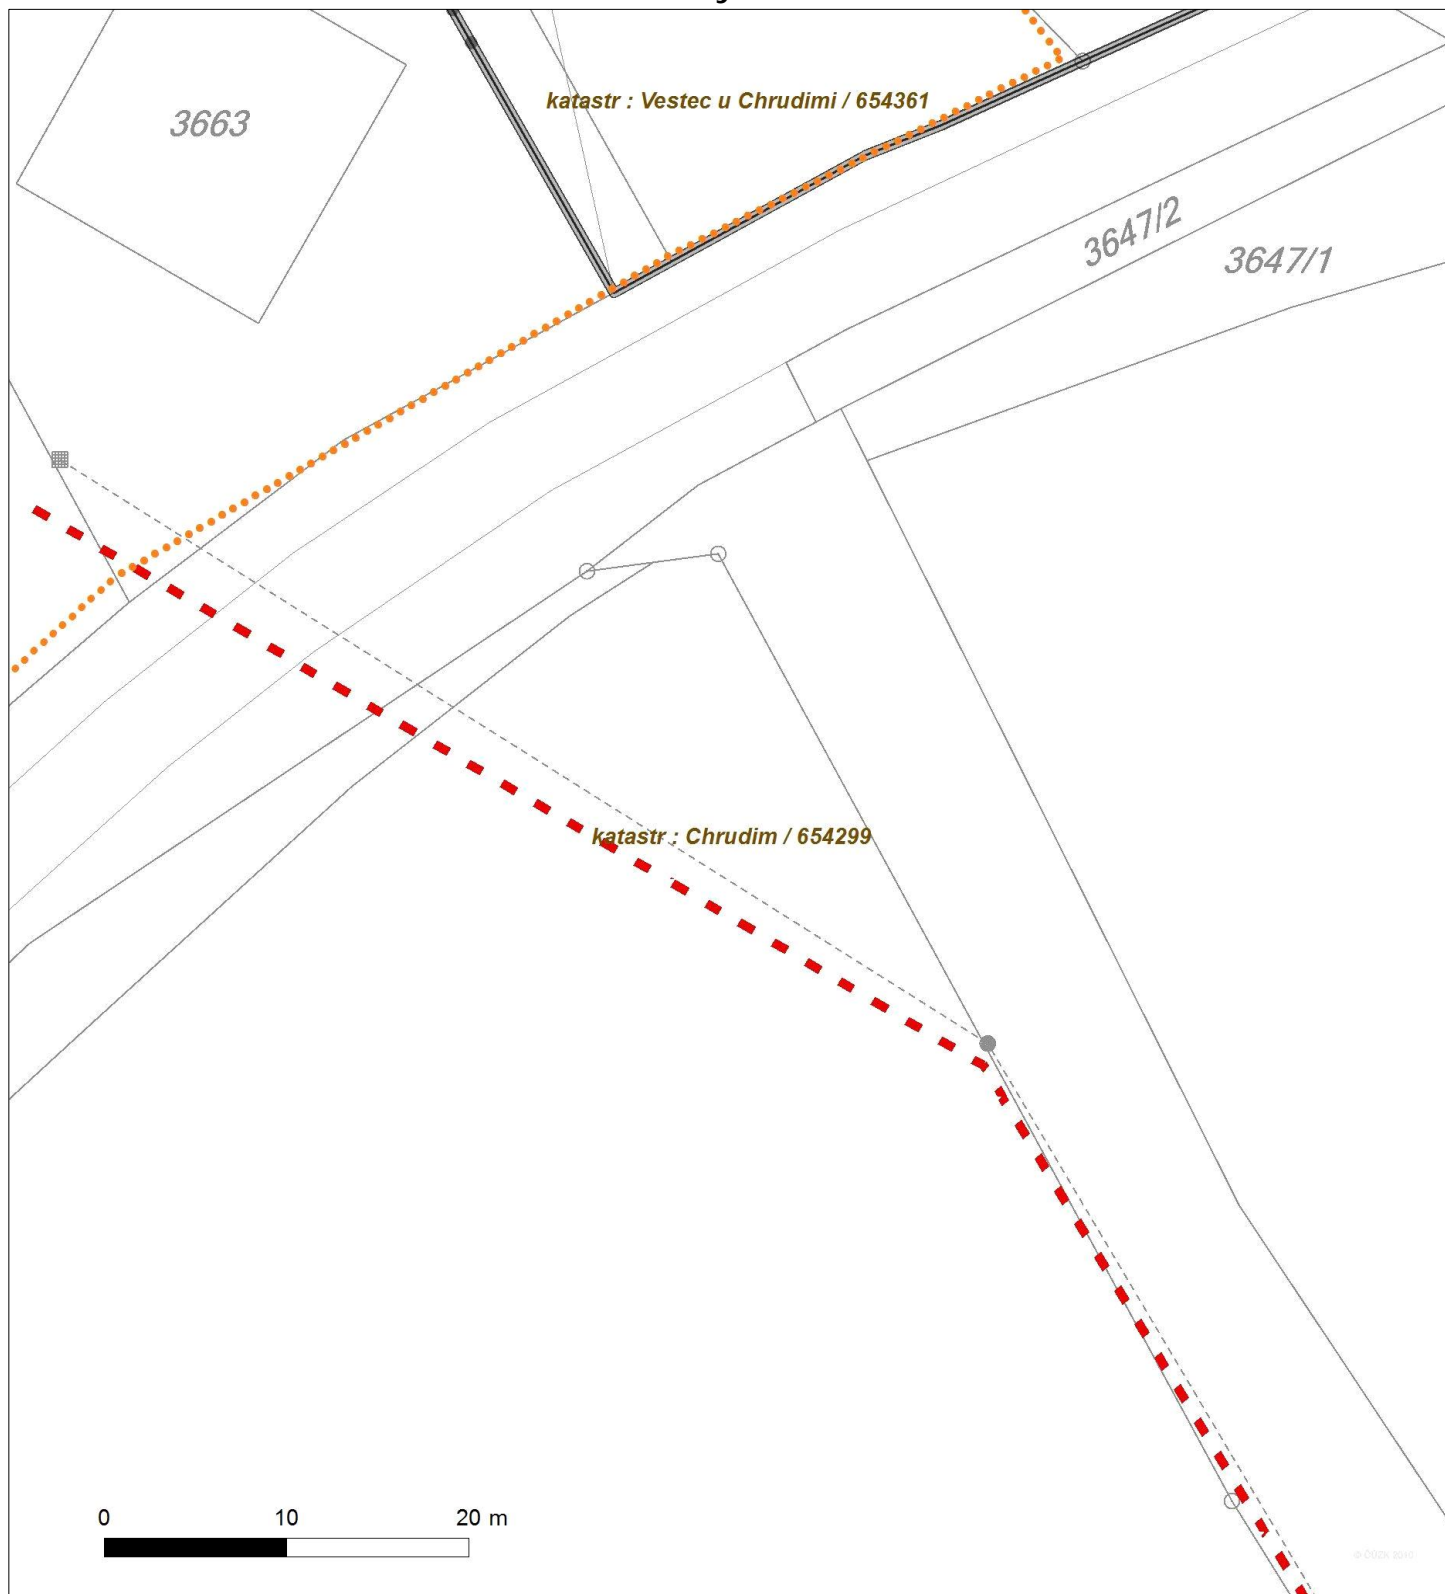 katastr : Vestec u Chrudimi / 654361
3663
3647/2
3647/1
katastr : Chrudim / 654299
0 10 20 m